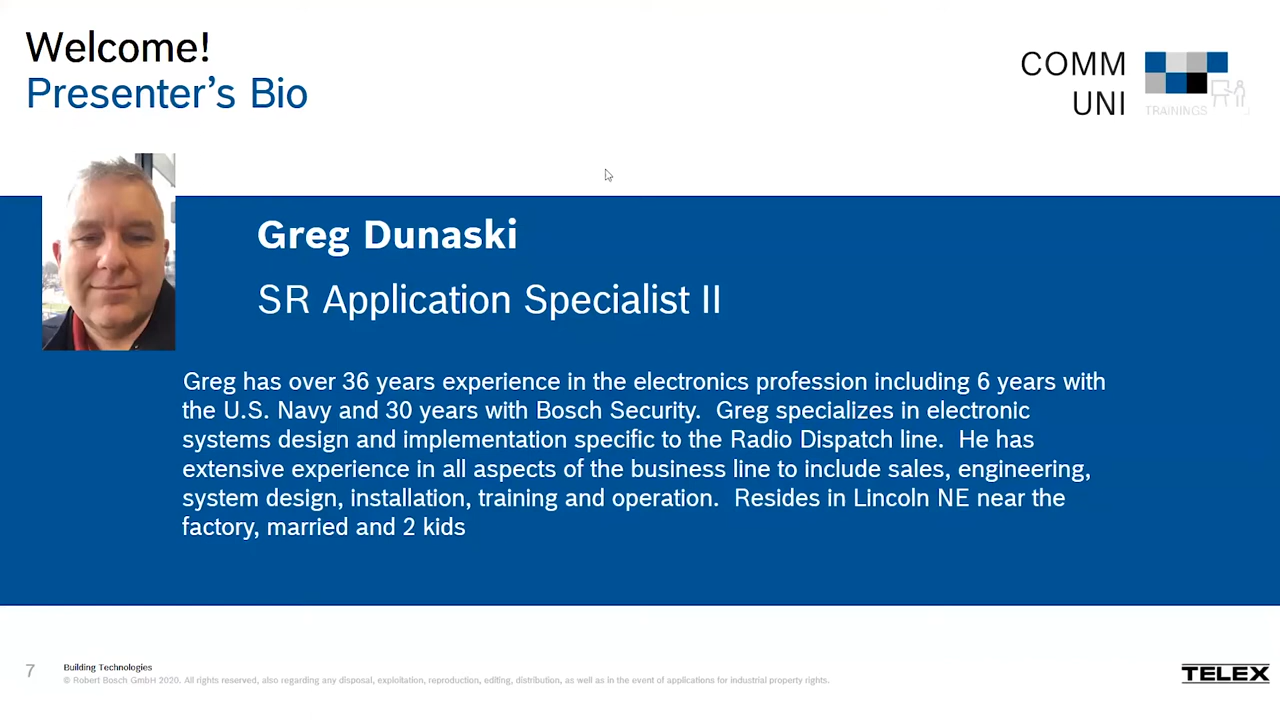 Welcome!
Presenter's Bio
COMM
UNI
TRAININGS
Greg Dunaski
SR Application Specialist II
Greg has over 36 years experience in the electronics profession including 6 years with
the U.S. Navy and 30 years with Bosch Security.  Greg specializes in electronic
systems design and implementation specific to the Radio Dispatch line.  He has
extensive experience in all aspects of the business line to include sales, engineering,
system design, installation, training and operation.  Resides in Lincoln NE near the
factory, married and 2 kids
7
Building Technologies
© Robert Bosch GmbH 2020. All rights reserved, also regarding any disposal, exploitation, reproduction, editing, distribution, as well as in the event of applications for industrial property rights.
TELEX